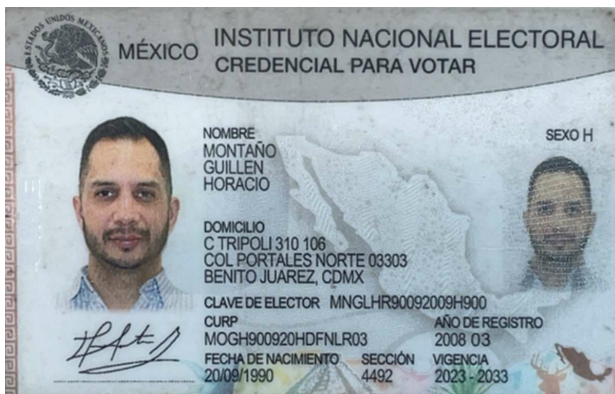 ESTADOS UNIDOS MEXICANOS
MÉXICO INSTITUTO NACIONAL ELECTORAL
CREDENCIAL PARA VOTAR
NOMBRE SEXO H
MONTAÑO
GUILLEN
HORACIO
DOMICILIO
C TRIPOLI 310 106
COL PORTALES NORTE 03303
BENITO JUAREZ, CDMX
CLAVE DE ELECTOR MNGLHR90092009H900
CURP AÑO DE REGISTRO
MOGH900920HDFNLR03 2008 03
FECHA DE NACIMIENTO SECCIÓN VIGENCIA
20/09/1990 4492 2023 - 2033